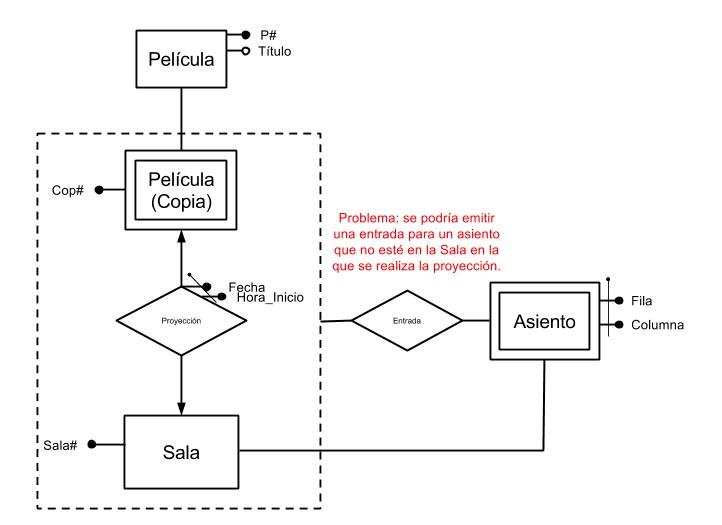 P#
Película
Título
Película
(Copia)
Cop#
Problema: se podría emitir
una entrada para un asiento
que no esté en la Sala en la
que se realiza la proyección.
Fecha
Hora_Inicio
Proyección
Entrada
Asiento
Fila
Columna
Sala#
Sala